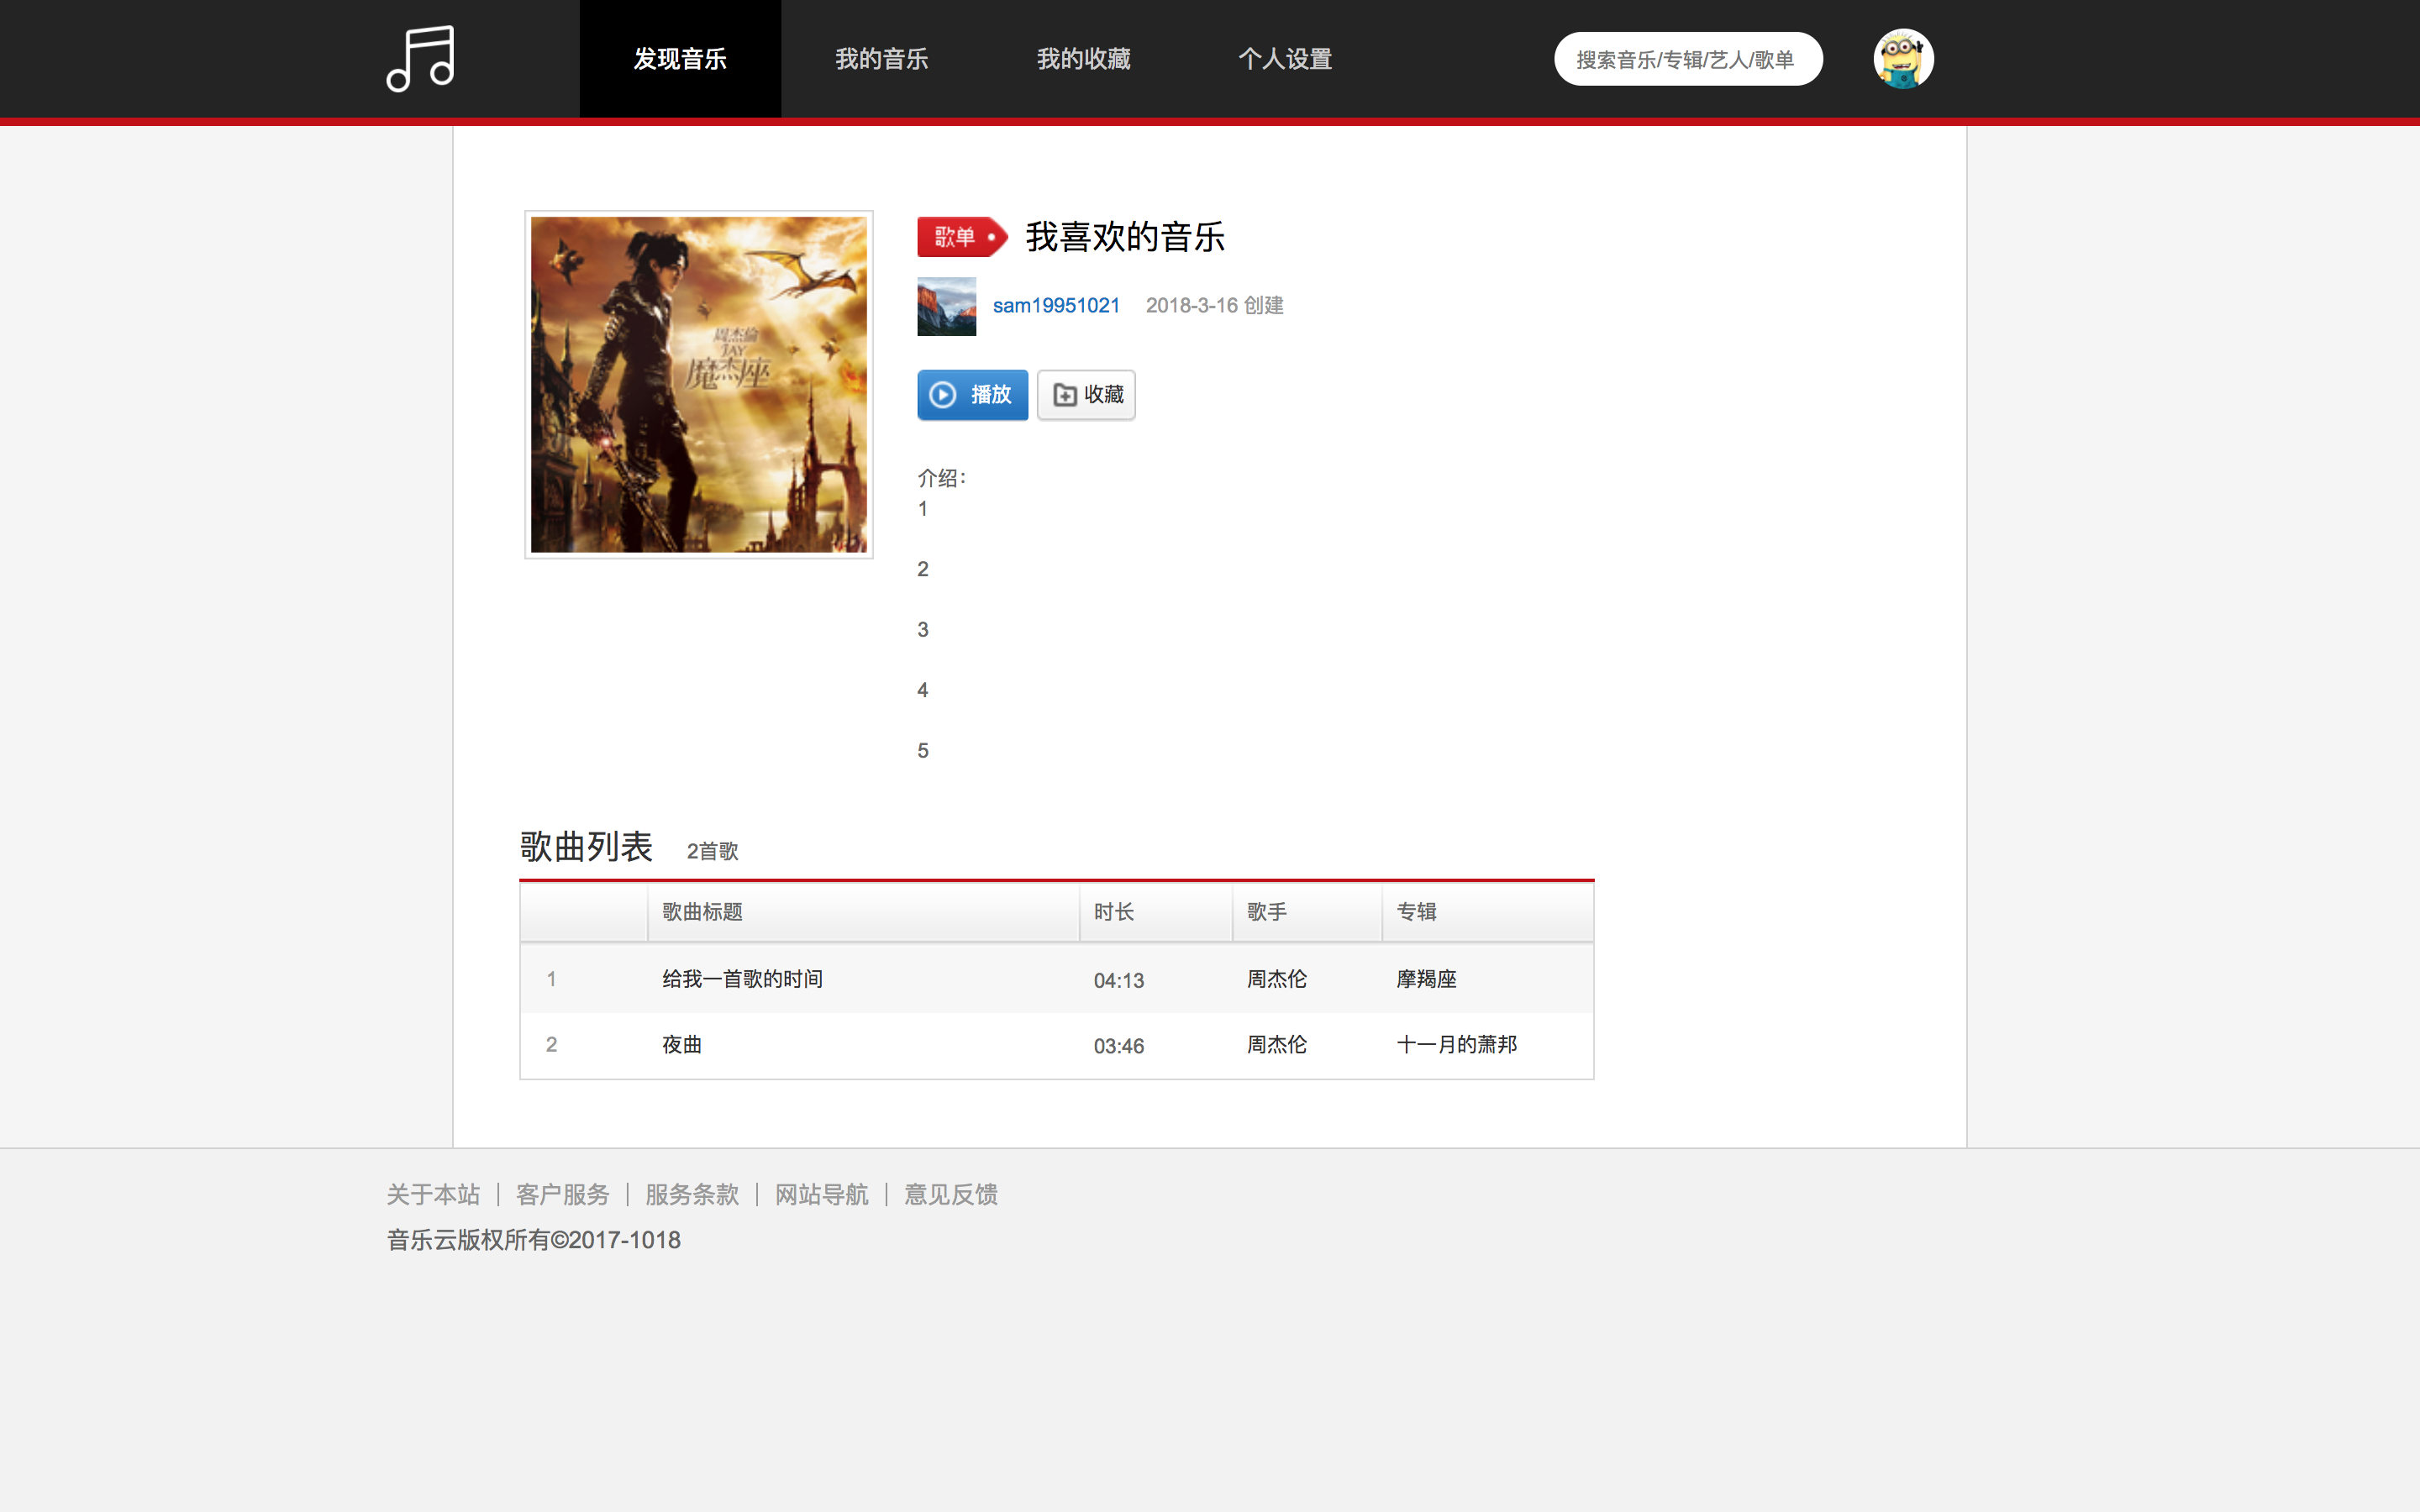 发现音乐 我的音乐 我的收藏 个人设置 搜索音乐/专辑/艺人/歌单
歌单 我喜欢的音乐
sam19951021 2018-3-16 创建
周杰倫
JAY
魔杰座
播放 收藏
介绍：
1
2
3
4
5
歌曲列表 2首歌
歌曲标题 时长 歌手 专辑
1 给我一首歌的时间 04:13 周杰伦 摩羯座
2 夜曲 03:46 周杰伦 十一月的萧邦
关于本站 | 客户服务 | 服务条款 | 网站导航 | 意见反馈
音乐云版权所有©2017-1018